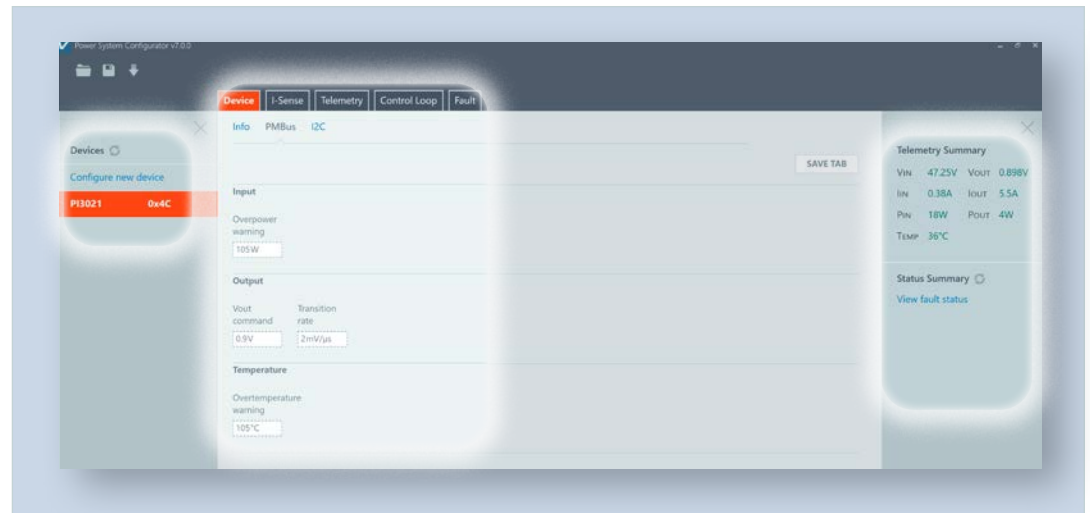 Power System Configurator v7.0.0
Device I-Sense Telemetry Control Loop Fault
Devices
Configure new device
PI3021 0x4C
Info PMBus I2C
SAVE TAB
Input
Overpower
warning
105W
Output
Vout Transition
command rate
0.9V 2mV/µs
Temperature
Overtemperature
warning
105°C
Telemetry Summary
VIN 47.25V VOUT 0.898V
IIN 0.38A IOUT 5.5A
PIN 18W POUT 4W
TEMP 36°C
Status Summary
View fault status